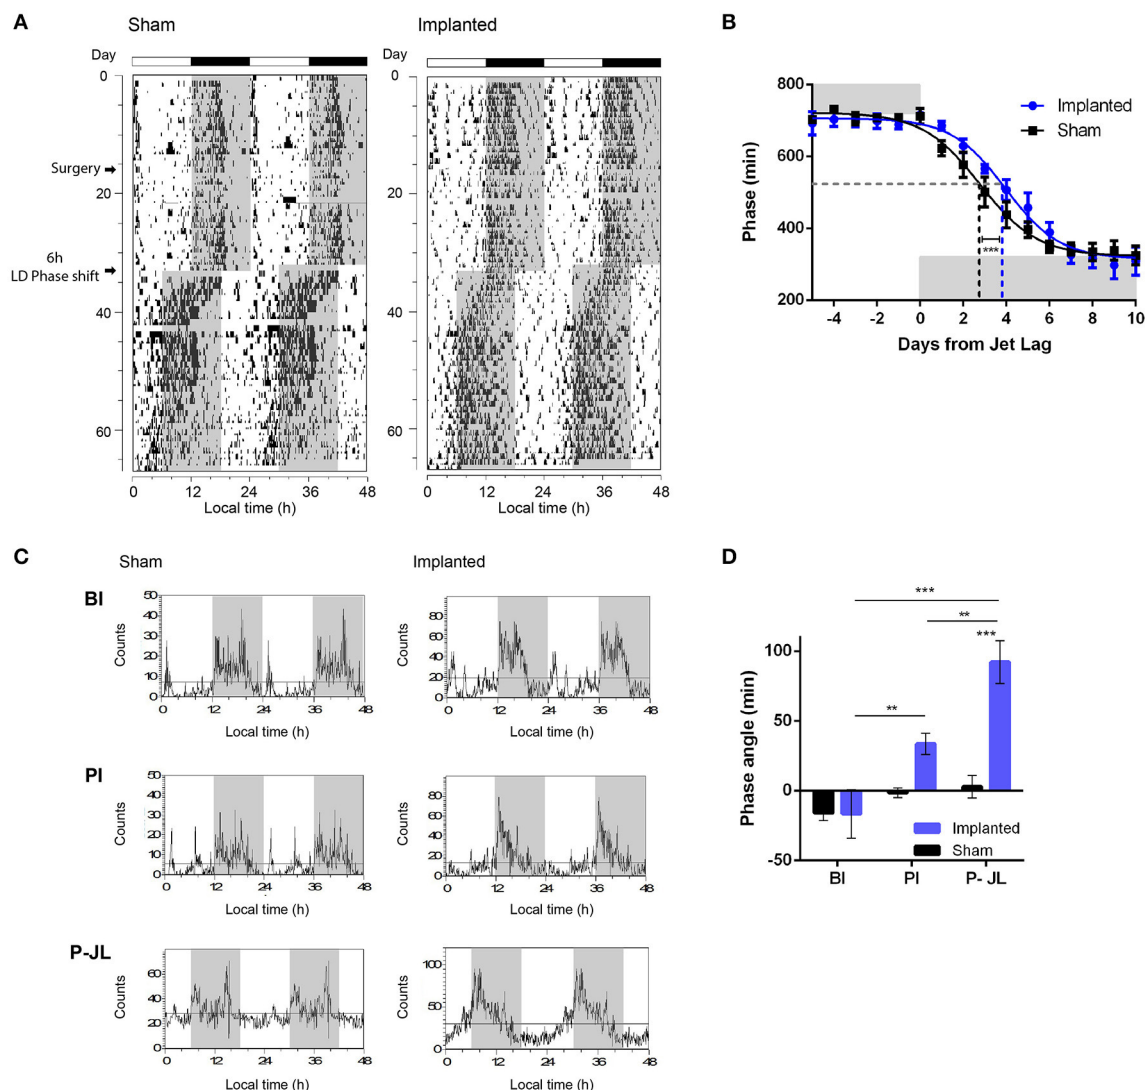 A
Sham
Implanted
Day
0
20
40
60
Surgery
6h
LD Phase shift
0 12 24 36 48
Local time (h)
0
20
40
60
0 12 24 36 48
Local time (h)
B
Phase (min)
800
600
400
200
Implanted
Sham
***
-4 -2 0 2 4 6 8 10
Days from Jet Lag
C
Sham
Implanted
BI
Counts
50
40
30
20
10
0
0 12 24 36 48
Local time (h)
Counts
80
60
40
20
0
0 12 24 36 48
Local time (h)
PI
Counts
50
40
30
20
10
0
0 12 24 36 48
Local time (h)
Counts
80
60
40
20
0
0 12 24 36 48
Local time (h)
P-JL
Counts
60
40
20
0
0 12 24 36 48
Local time (h)
Counts
100
50
0
0 12 24 36 48
Local time (h)
D
Phase angle (min)
100
50
0
-50
***
**
***
**
Implanted
Sham
BI PI P- JL